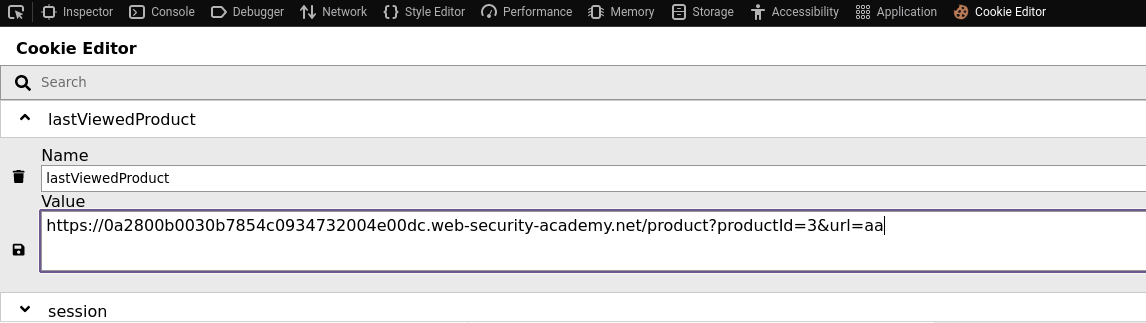 Inspector Console Debugger Network Style Editor Performance Memory Storage Accessibility Application Cookie Editor
Cookie Editor
Search
lastViewedProduct
Name
lastViewedProduct
Value
https://0a2800b0030b7854c0934732004e00dc.web-security-academy.net/product?productId=3&url=aa
session